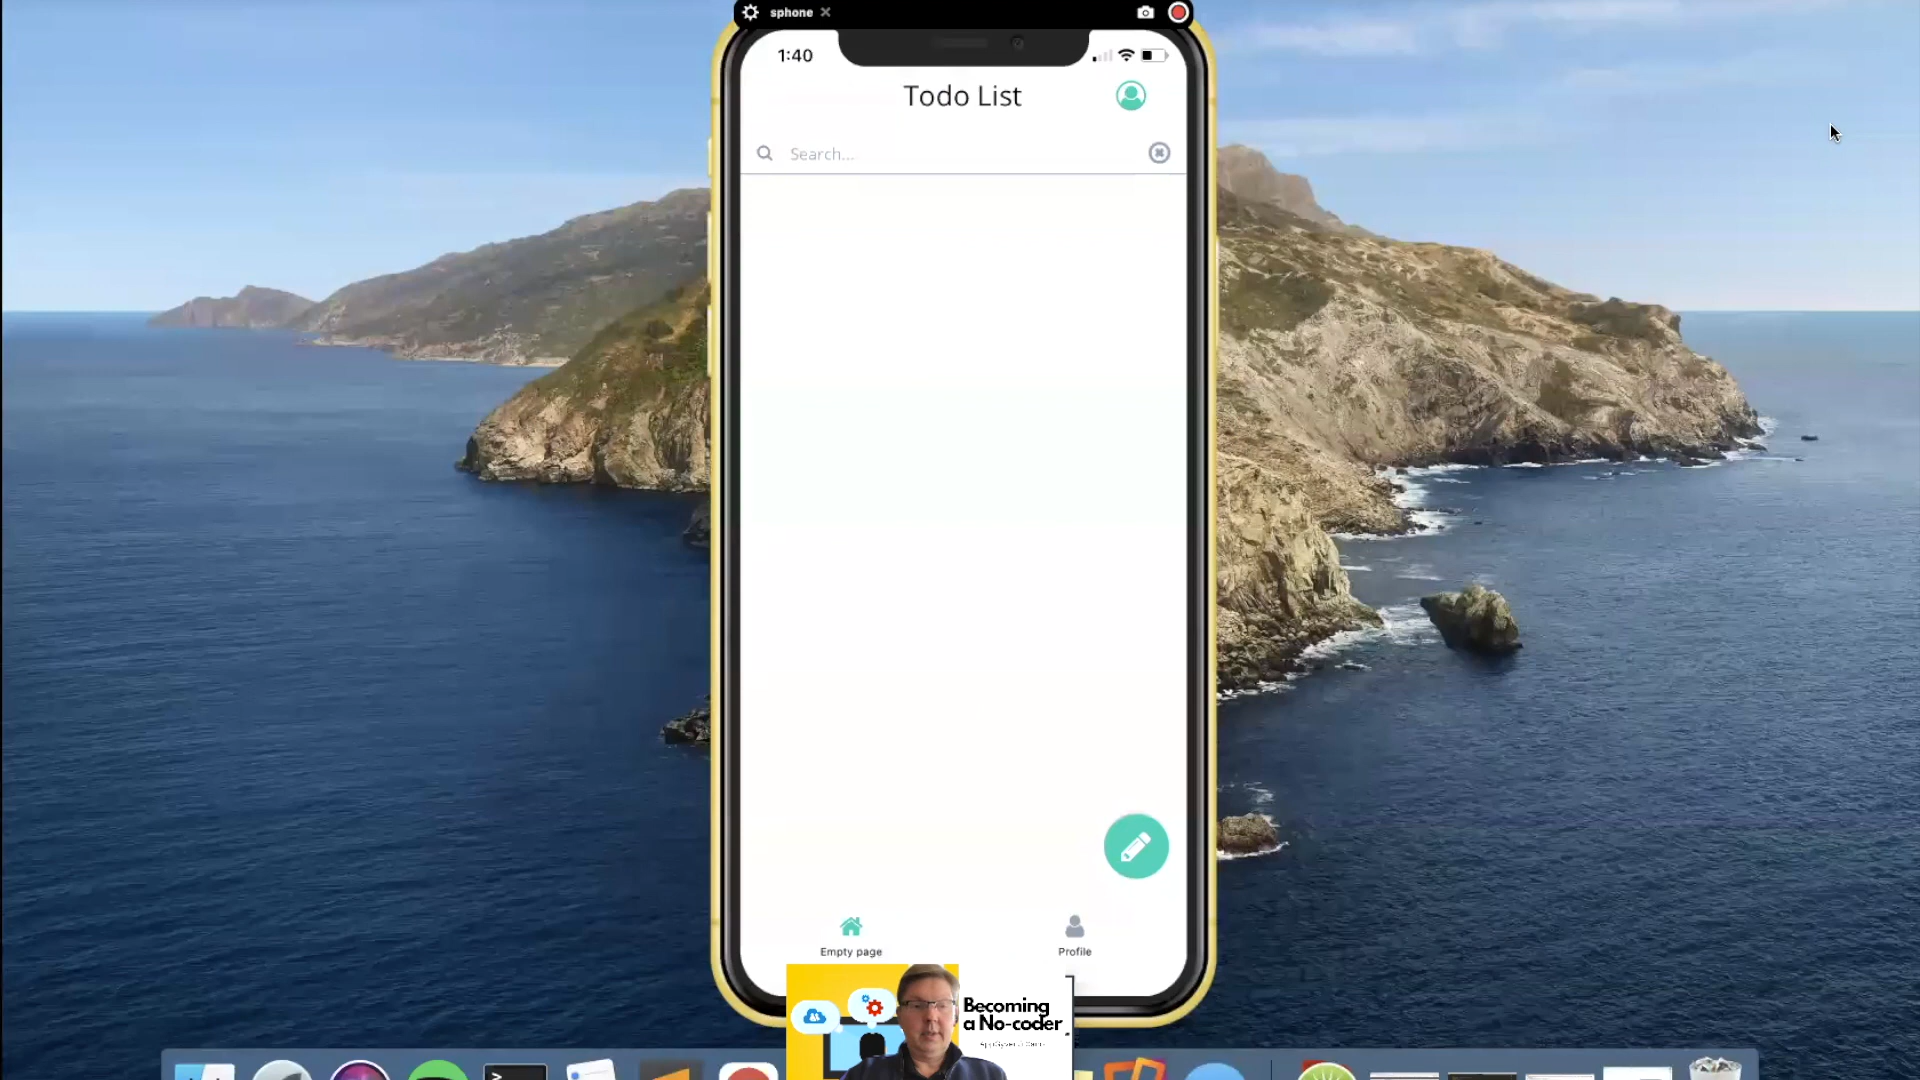 sphone
1:40
Todo List
Search...
Empty page
Profile
Becoming
a No-coder